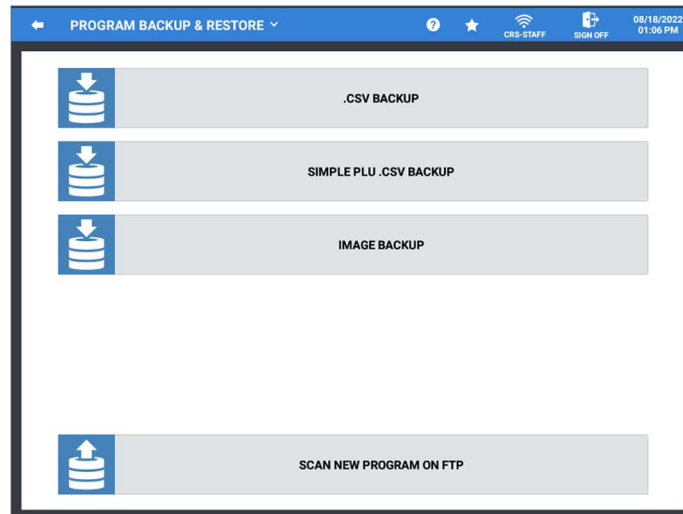 PROGRAM BACKUP & RESTORE
?
CRS-STAFF
SIGN OFF
08/18/2022
01:06 PM
.CSV BACKUP
SIMPLE PLU .CSV BACKUP
IMAGE BACKUP
SCAN NEW PROGRAM ON FTP